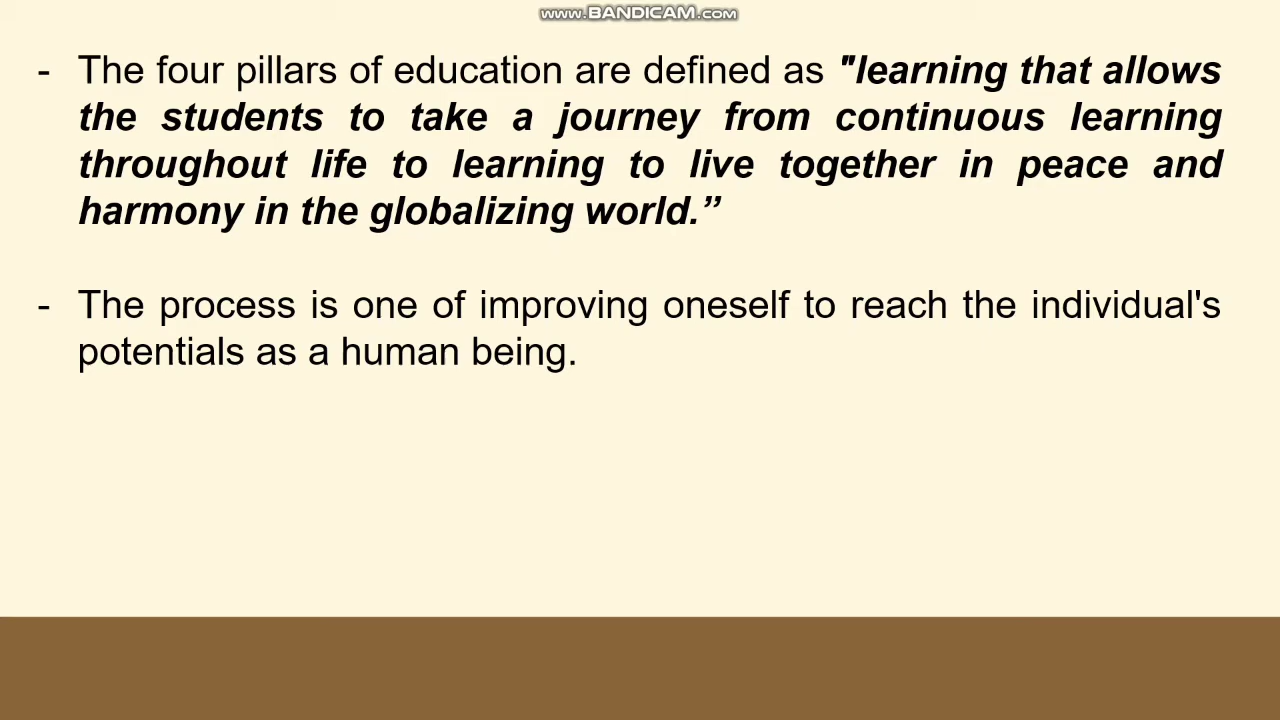 www.BANDICAM.com
- The four pillars of education are defined as "learning that allows
the students to take a journey from continuous learning
throughout life to learning to live together in peace and
harmony in the globalizing world.”
- The process is one of improving oneself to reach the individual's
potentials as a human being.